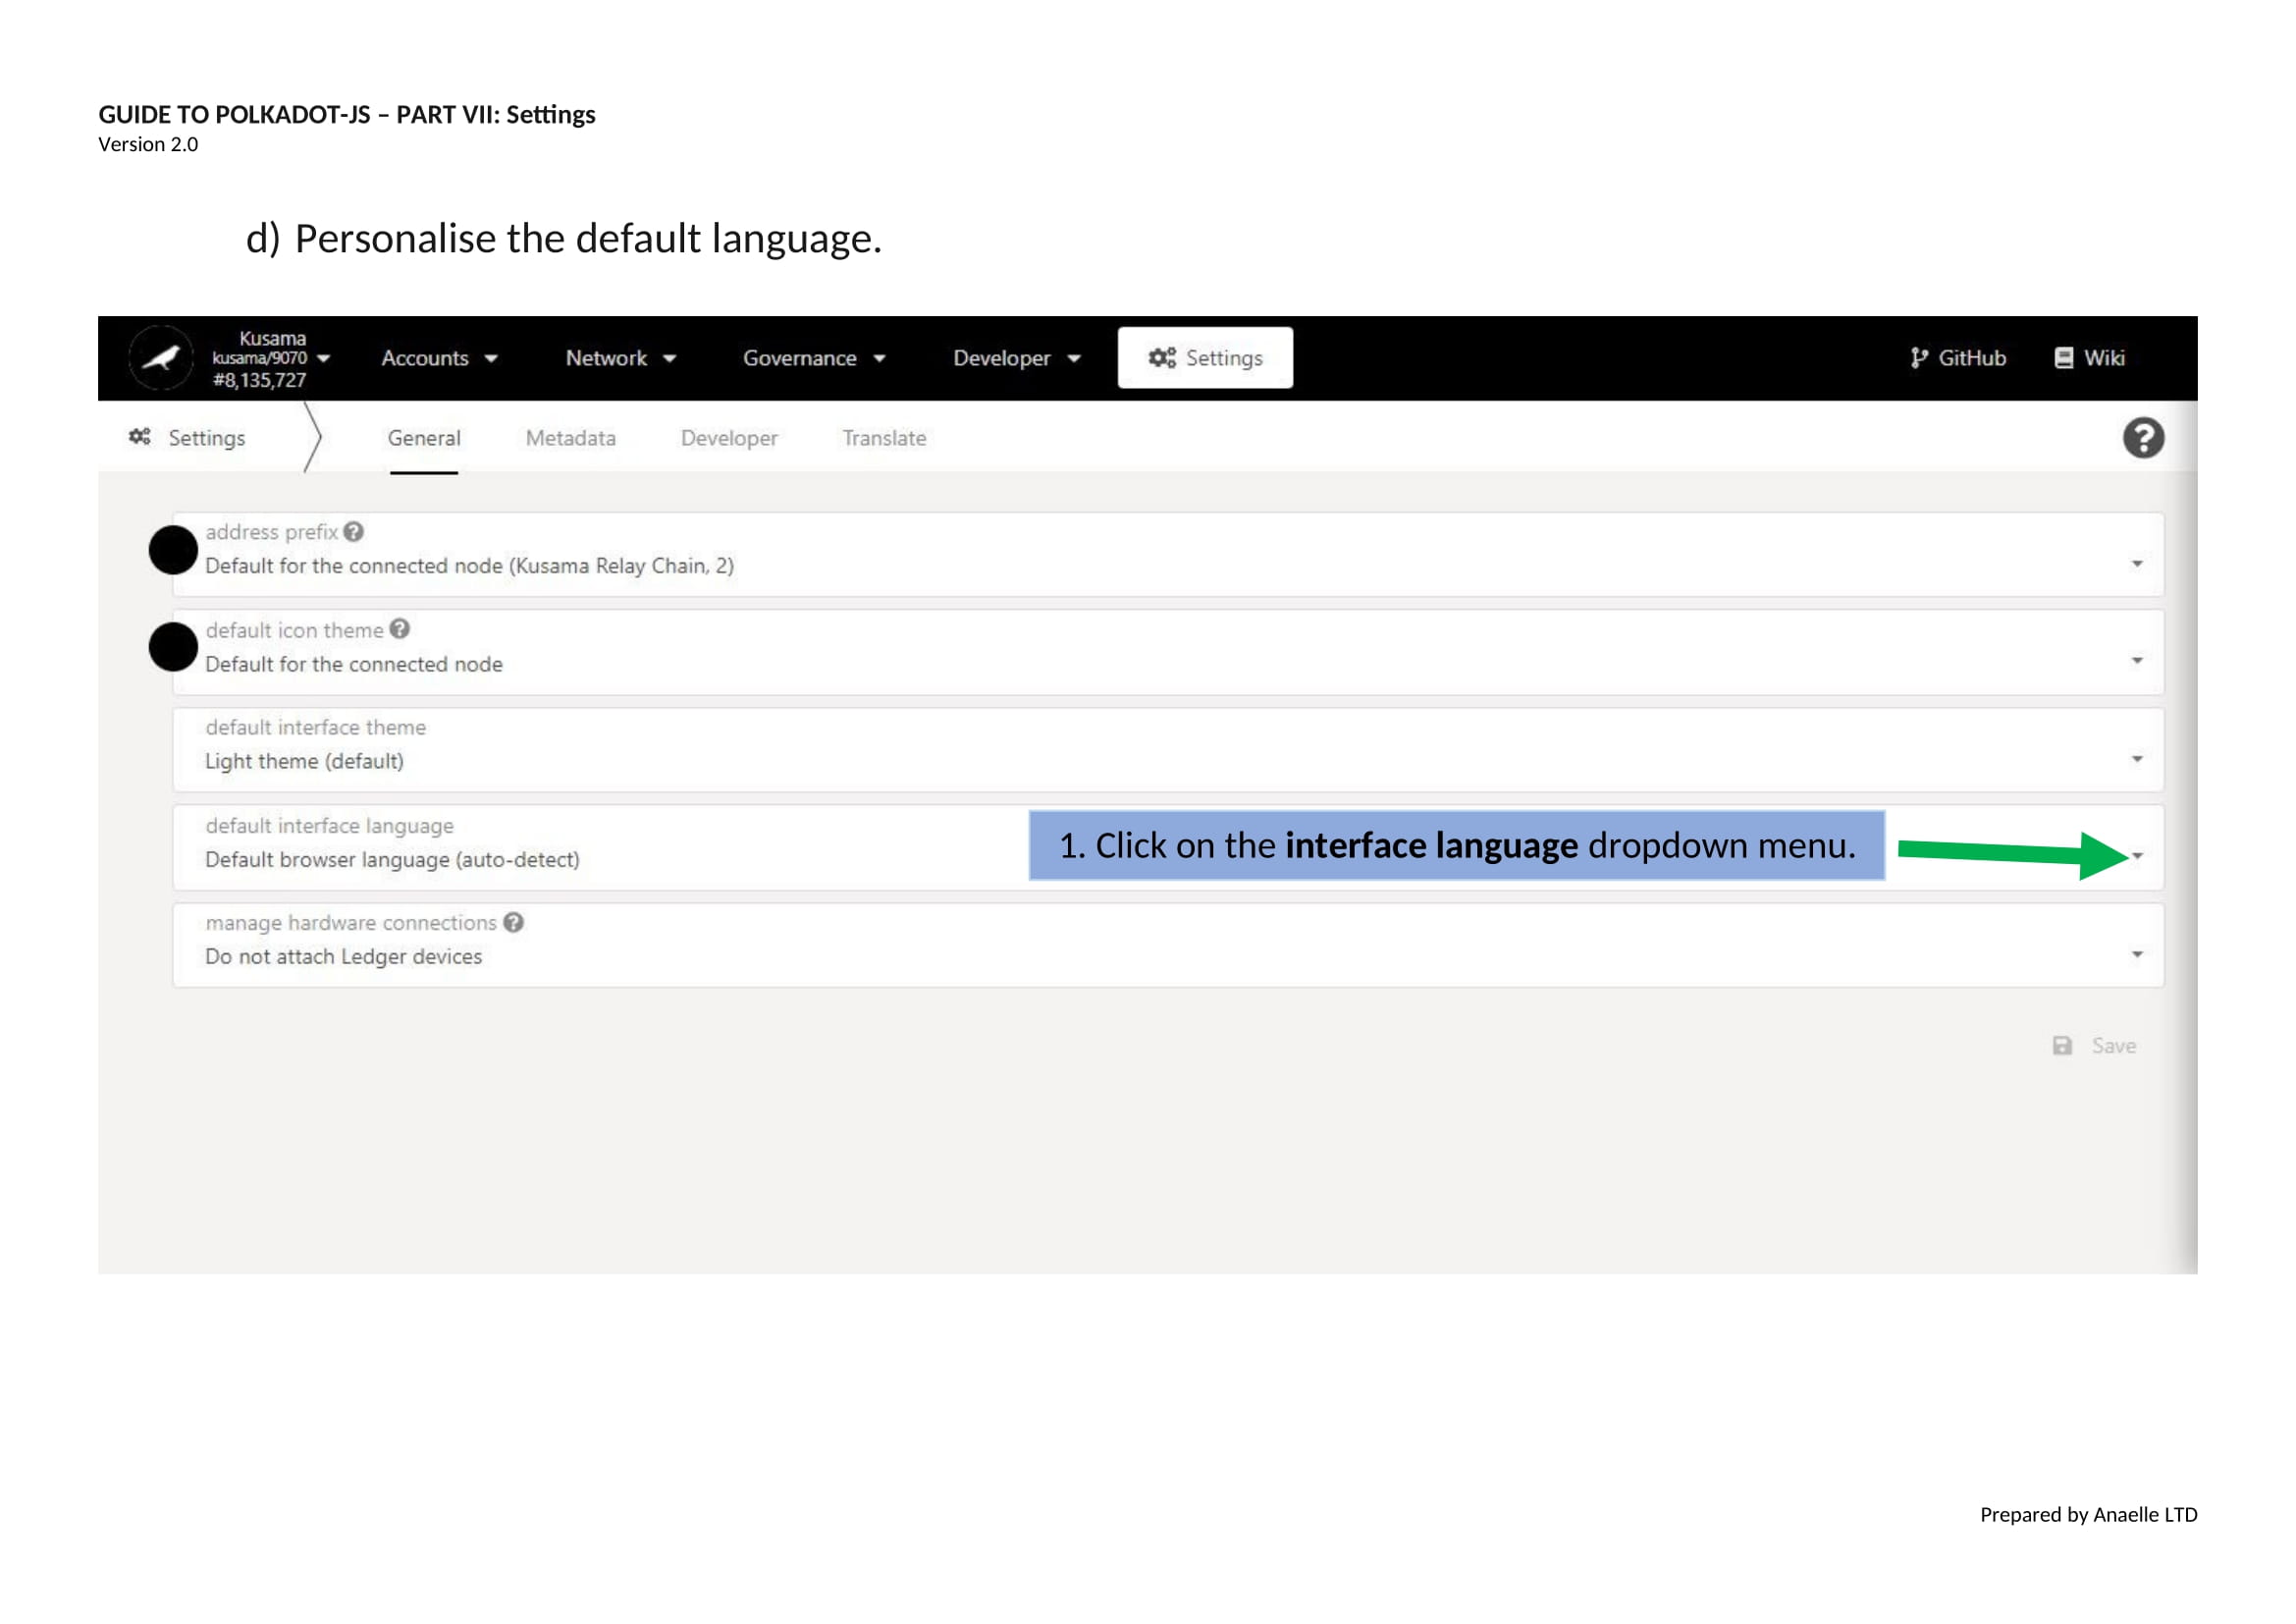 GUIDE TO POLKADOT-JS – PART VII: Settings
Version 2.0
d) Personalise the default language.
Kusama
kusama/9070
#8,135,727
Accounts
Network
Governance
Developer
Settings
GitHub
Wiki
Settings
General
Metadata
Developer
Translate
address prefix
Default for the connected node (Kusama Relay Chain, 2)
default icon theme
Default for the connected node
default interface theme
Light theme (default)
default interface language
Default browser language (auto-detect)
1. Click on the interface language dropdown menu.
manage hardware connections
Do not attach Ledger devices
Save
Prepared by Anaelle LTD